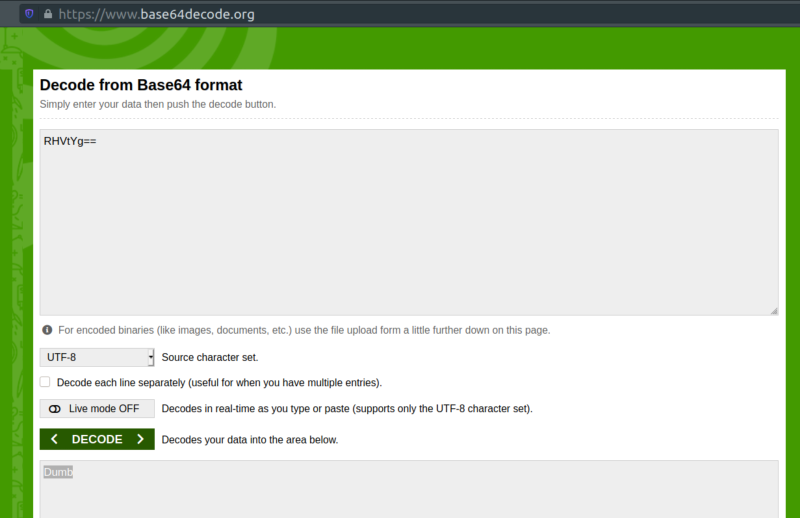 https://www.base64decode.org
Decode from Base64 format
Simply enter your data then push the decode button.
RHVtYg==
For encoded binaries (like images, documents, etc.) use the file upload form a little further down on this page.
UTF-8 Source character set.
Decode each line separately (useful for when you have multiple entries).
Live mode OFF Decodes in real-time as you type or paste (supports only the UTF-8 character set).
< DECODE > Decodes your data into the area below.
Dumb